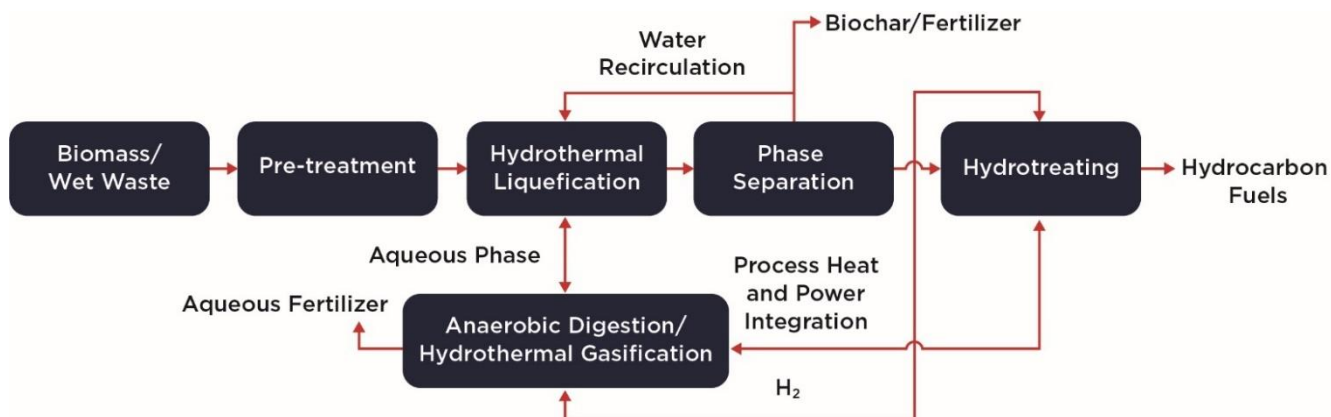 Biochar/Fertilizer
Water
Recirculation
Biomass/
Wet Waste
Pre-treatment
Hydrothermal
Liquefication
Phase
Separation
Hydrotreating
Hydrocarbon
Fuels
Aqueous Phase
Process Heat
and Power
Integration
Aqueous Fertilizer
Anaerobic Digestion/
Hydrothermal Gasification
H₂